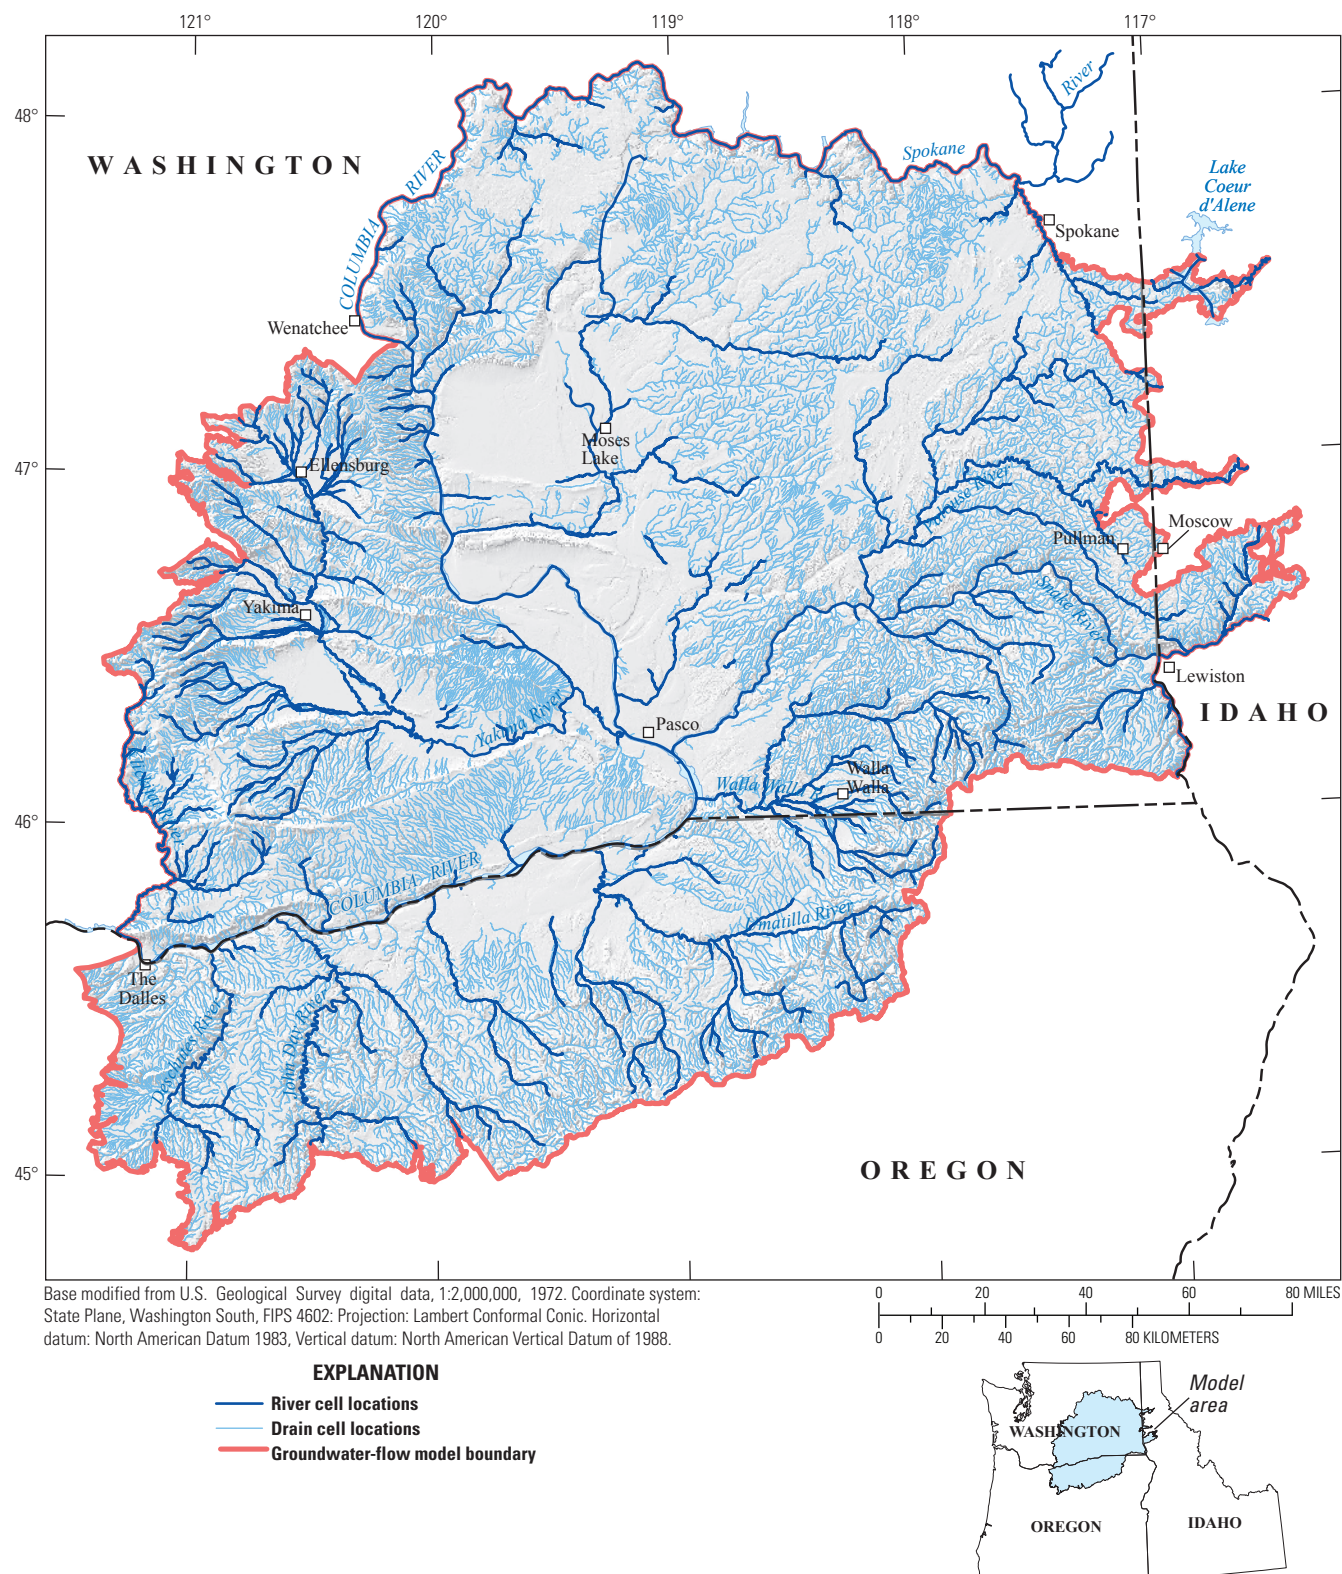 121°
120°
119°
118°
117°
48°
47°
46°
45°
WASHINGTON
COLUMBIA RIVER
Spokane
River
Lake
Coeur
d'Alene
Spokane
Wenatchee
Moses
Lake
Ellensburg
Palouse River
Pullman
Moscow
Snake River
Yakima
Lewiston
IDAHO
Yakima River
Pasco
Walla Walla R
Walla
Walla
Klickitat River
COLUMBIA RIVER
Umatilla River
The
Dalles
Deschutes River
John Day River
OREGON
Base modified from U.S. Geological Survey digital data, 1:2,000,000, 1972. Coordinate system:
State Plane, Washington South, FIPS 4602: Projection: Lambert Conformal Conic. Horizontal
datum: North American Datum 1983, Vertical datum: North American Vertical Datum of 1988.
0 20 40 60 80 MILES
0 20 40 60 80 KILOMETERS
EXPLANATION
River cell locations
Drain cell locations
Groundwater-flow model boundary
Model
area
WASHINGTON
OREGON
IDAHO